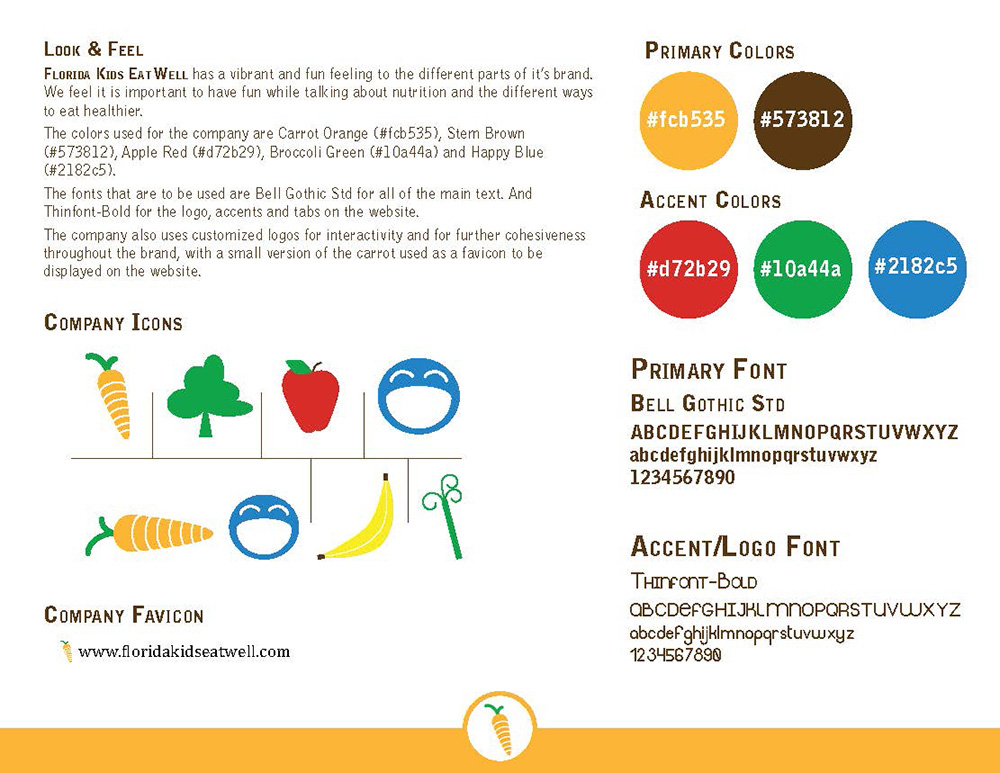 Look & Feel
Florida Kids Eat Well has a vibrant and fun feeling to the different parts of it's brand.
We feel it is important to have fun while talking about nutrition and the different ways
to eat healthier.
The colors used for the company are Carrot Orange (#fcb535), Stem Brown
(#573812), Apple Red (#d72b29), Broccoli Green (#10a44a) and Happy Blue
(#2182c5).
The fonts that are to be used are Bell Gothic Std for all of the main text. And
Thinfont-Bold for the logo, accents and tabs on the website.
The company also uses customized logos for interactivity and for further cohesiveness
throughout the brand, with a small version of the carrot used as a favicon to be
displayed on the website.
Company Icons
Company Favicon
www.floridakidseatwell.com
Primary Colors
#fcb535 #573812
Accent Colors
#d72b29 #10a44a #2182c5
Primary Font
Bell Gothic Std
ABCDEFGHIJKLMNOPQRSTUVWXYZ
abcdefghijklmnopqrstuvwxyz
1234567890
Accent/Logo Font
Thinfont-Bold
ABCDEFGHIJKLMNOPQRSTUVWXYZ
abcdefghijklmnopqrstuvwxyz
1234567890